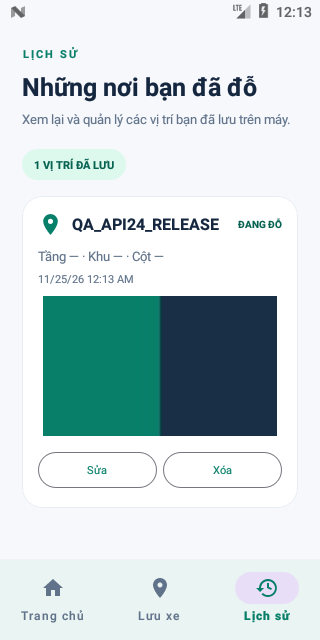 LTE
12:13
LỊCH SỬ
Những nơi bạn đã đỗ
Xem lại và quản lý các vị trí bạn đã lưu trên máy.
1 VỊ TRÍ ĐÃ LƯU
QA_API24_RELEASE
ĐANG ĐỖ
Tầng — · Khu — · Cột —
11/25/26 12:13 AM
Sửa
Xóa
Trang chủ
Lưu xe
Lịch sử